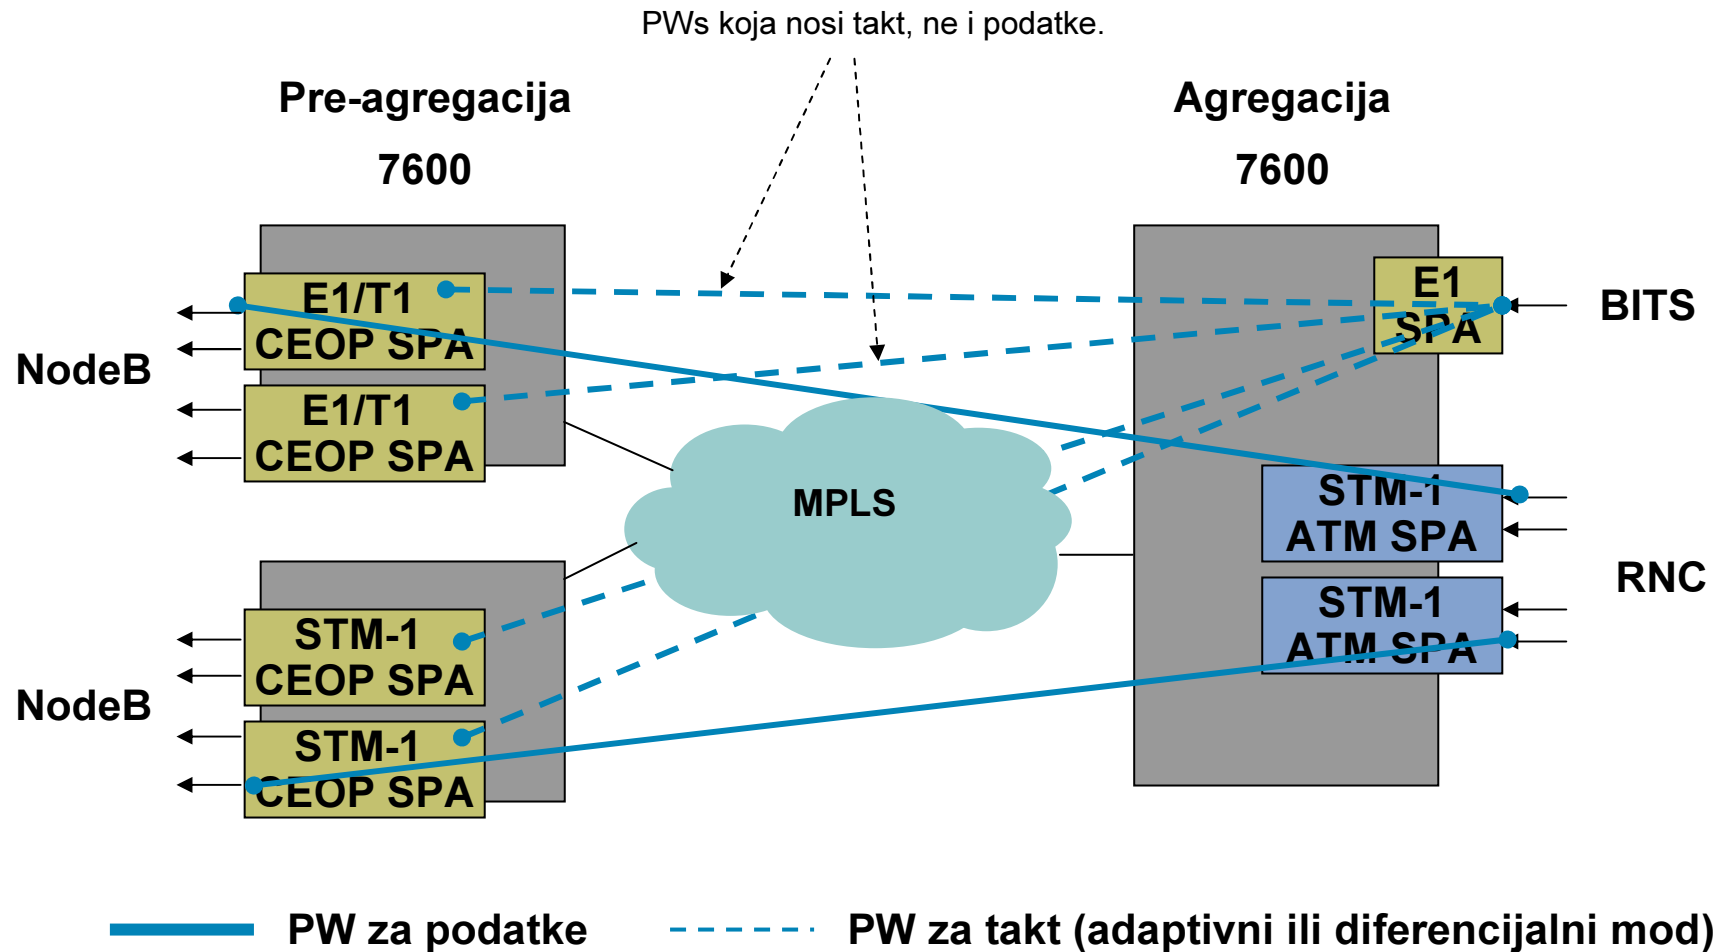 PWs koja nosi takt, ne i podatke.
Pre-agregacija
7600
Agregacija
7600
E1/T1
CEOP SPA
E1/T1
CEOP SPA
NodeB
E1
SPA
BITS
MPLS
STM-1
ATM SPA
STM-1
ATM SPA
RNC
STM-1
CEOP SPA
STM-1
CEOP SPA
NodeB
PW za podatke
PW za takt (adaptivni ili diferencijalni mod)